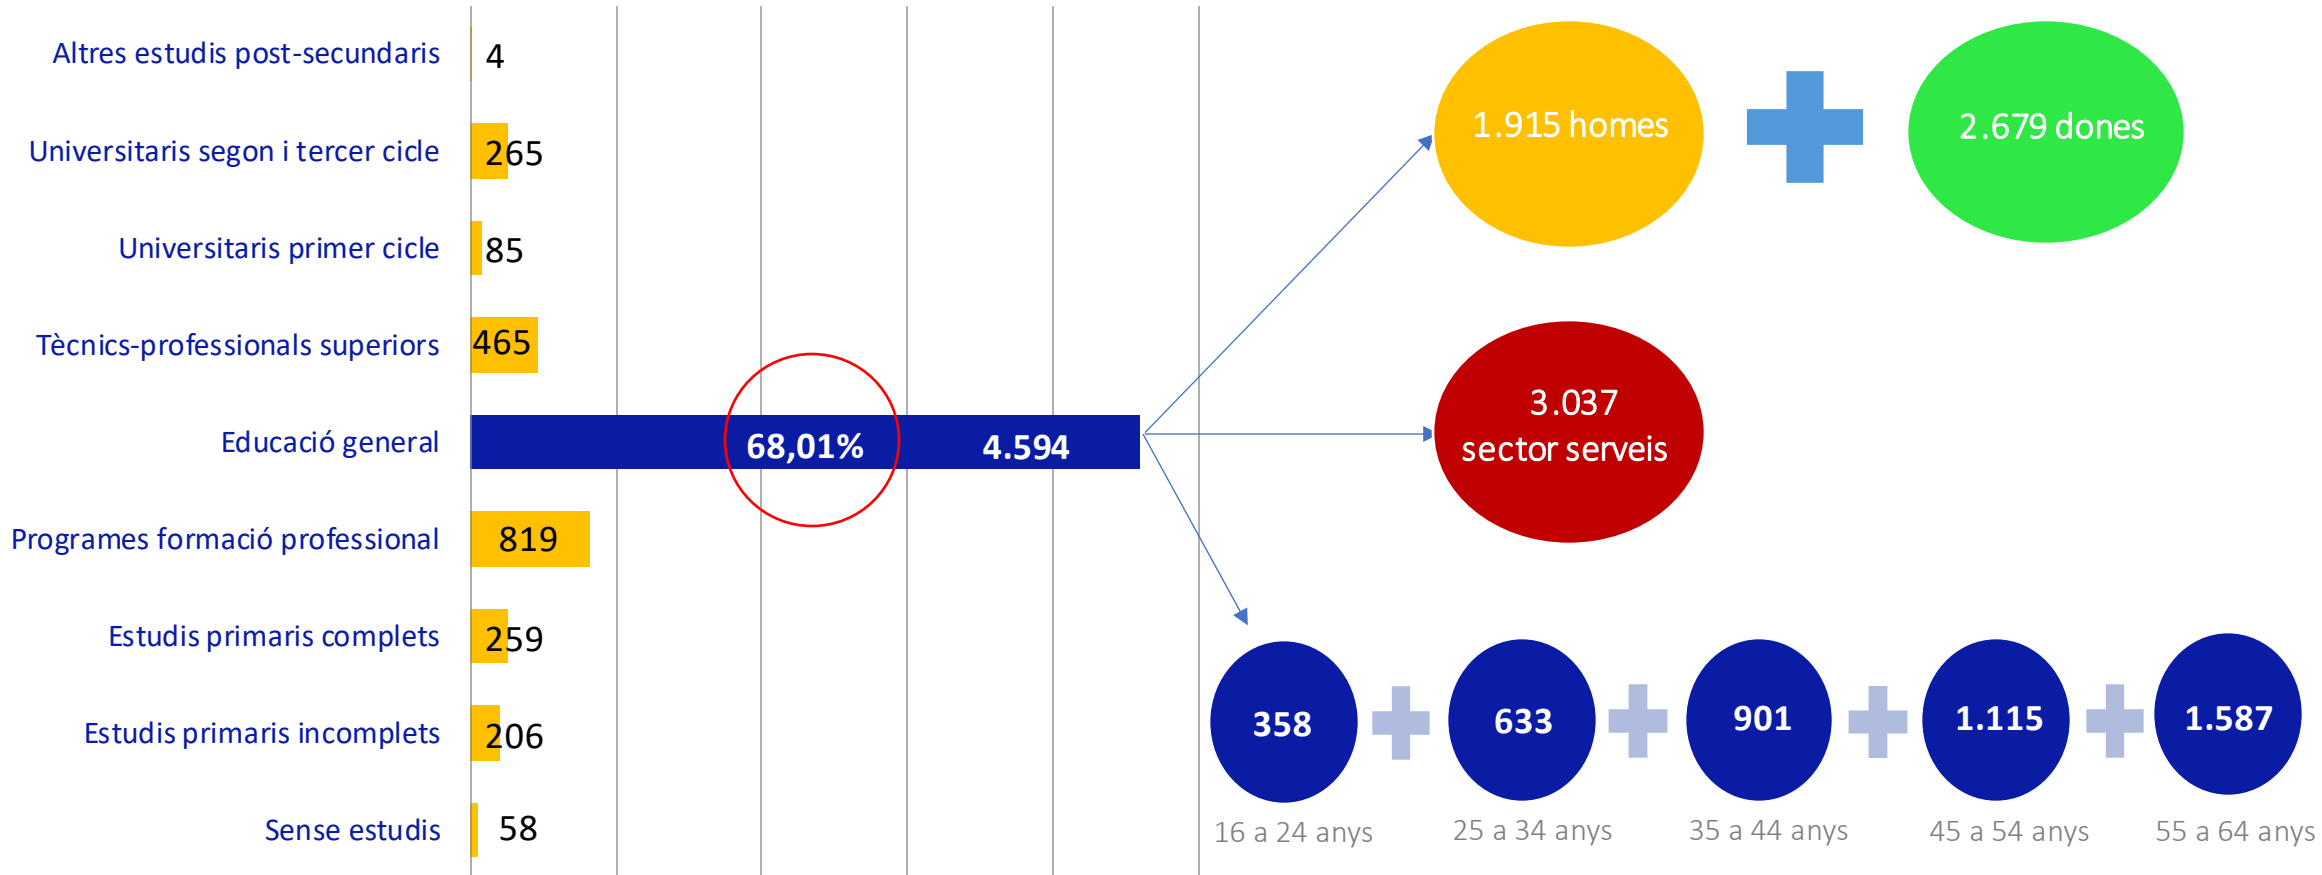 Altres estudis post-secundaris
4
Universitaris segon i tercer cicle
265
Universitaris primer cicle
85
Tècnics-professionals superiors
465
Educació general
68,01%
4.594
Programes formació professional
819
Estudis primaris complets
259
Estudis primaris incomplets
206
Sense estudis
58
1.915 homes
2.679 dones
3.037
sector serveis
358
633
901
1.115
1.587
16 a 24 anys
25 a 34 anys
35 a 44 anys
45 a 54 anys
55 a 64 anys